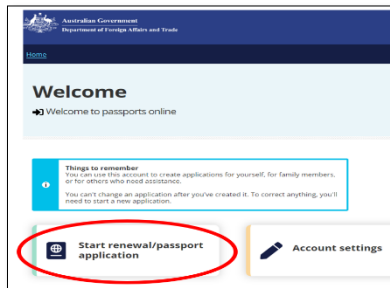 Australian Government
Department of Foreign Affairs and Trade
Home
Welcome
Welcome to passports online
Things to remember
You can use this account to create applications for yourself, for family members,
or for others who need assistance.
You can't change an application after you've created it. To correct anything, you'll
need to start a new application.
Start renewal/passport
application
Account settings